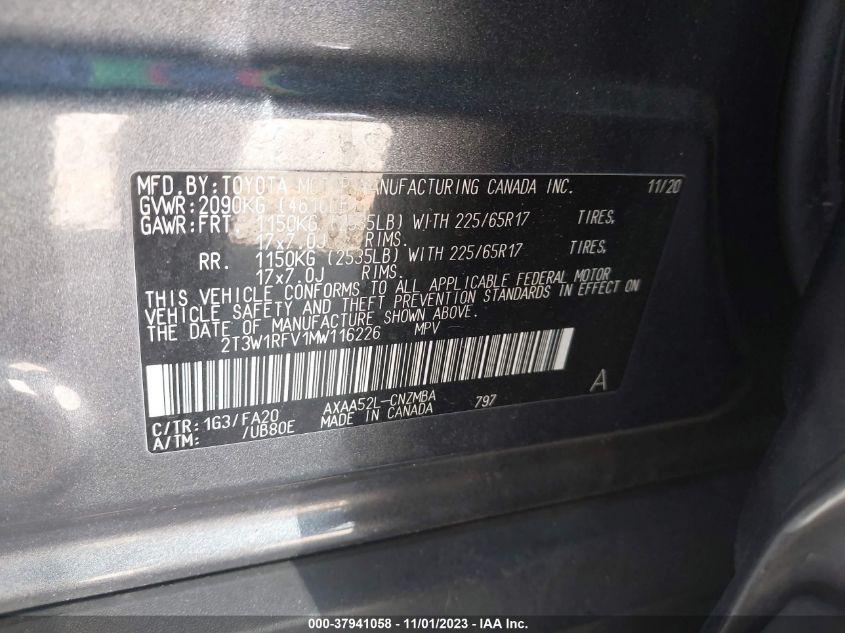 MFD. BY: TOYOTA MOTOR MANUFACTURING CANADA INC. 11/20
GVWR: 2090KG (4610LB)
GAWR: FRT. 1150KG (2535LB) WITH 225/65R17 TIRES,
17x7.0J RIMS.
RR. 1150KG (2535LB) WITH 225/65R17 TIRES,
17x7.0J RIMS.
THIS VEHICLE CONFORMS TO ALL APPLICABLE FEDERAL MOTOR
VEHICLE SAFETY AND THEFT PREVENTION STANDARDS IN EFFECT ON
THE DATE OF MANUFACTURE SHOWN ABOVE.
2T3W1RFV1MW116226 MPV
A
C/TR: 1G3/FA20 AXAA52L-CNZMBA 797
A/TM: /UB80E MADE IN CANADA
000-37941058 - 11/01/2023 - IAA Inc.